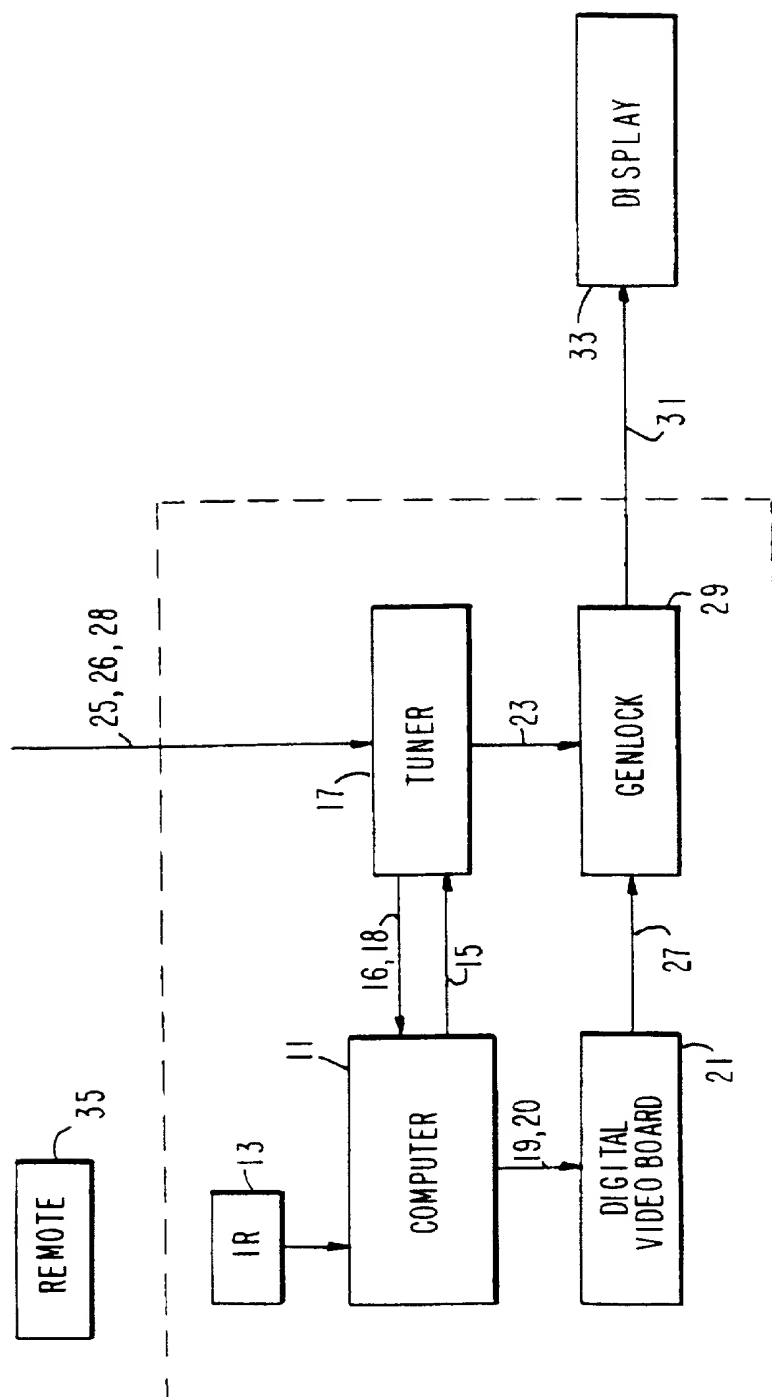 REMOTE
35
25, 26, 28
IR
13
COMPUTER
11
16, 18
15
17
TUNER
23
19, 20
DIGITAL
VIDEO BOARD
21
27
GENLOCK
29
31
33
DISPLAY